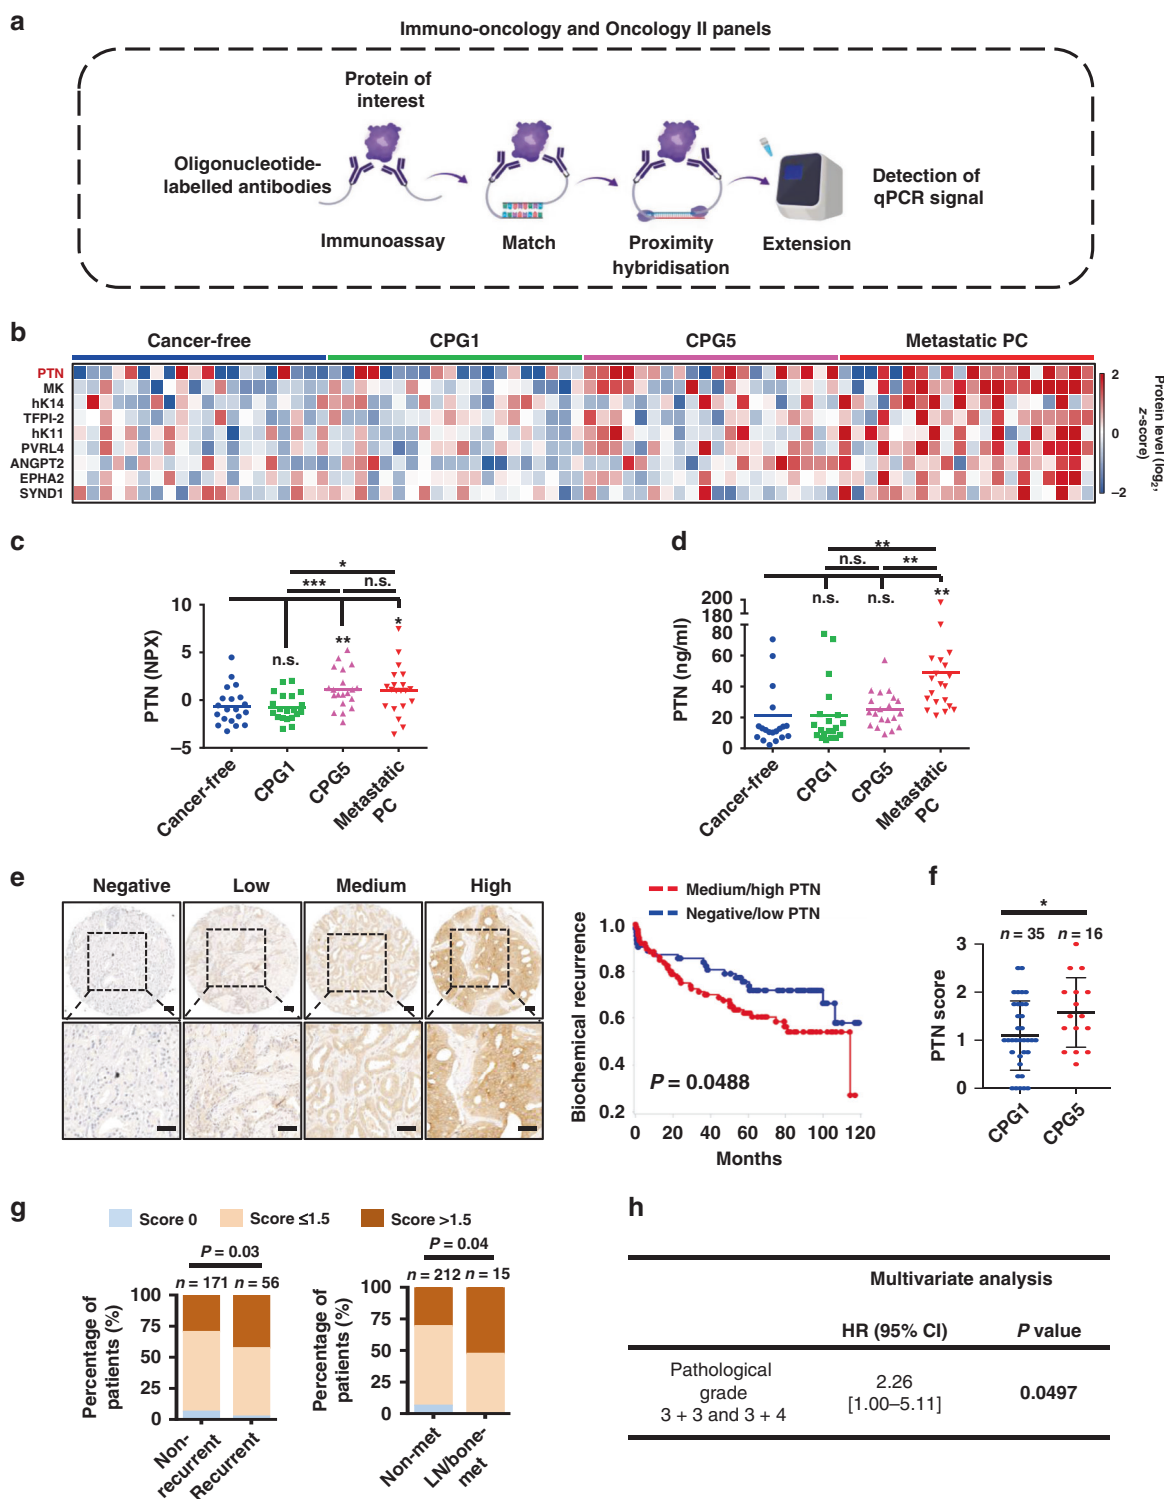 a
Immuno-oncology and Oncology II panels
Protein of
interest
Oligonucleotide-
labelled antibodies
Detection of
qPCR signal
Immunoassay
Match
Proximity
hybridisation
Extension
b
Cancer-free
CPG1
CPG5
Metastatic PC
PTN
MK
hK14
TFPI-2
hK11
PVRL4
ANGPT2
EPHA2
SYND1
2
0
−2
Protein level (log2,
z-score)
c
*
***
n.s.
n.s.
**
*
PTN (NPX)
10
5
0
−5
Cancer-free
CPG1
CPG5
Metastatic
PC
d
**
n.s.
**
n.s.
n.s.
**
PTN (ng/ml)
200
180
80
60
40
20
0
Cancer-free
CPG1
CPG5
Metastatic
PC
e
Negative
Low
Medium
High
Medium/high PTN
Negative/low PTN
Biochemical recurrence
1.0
0.8
0.6
0.4
0.2
P = 0.0488
0 20 40 60 80 100 120
Months
f
*
n = 35
n = 16
PTN score
3
2
1
0
CPG1
CPG5
g
Score 0
Score ≤1.5
Score >1.5
P = 0.03
n = 171 n = 56
Percentage of
patients (%)
100
75
50
25
0
Non-
recurrent
Recurrent
P = 0.04
n = 212 n = 15
Percentage of
patients (%)
100
75
50
25
0
Non-met
LN/bone-
met
h
Multivariate analysis
HR (95% CI)
P value
Pathological
grade
3 + 3 and 3 + 4
2.26
[1.00–5.11]
0.0497